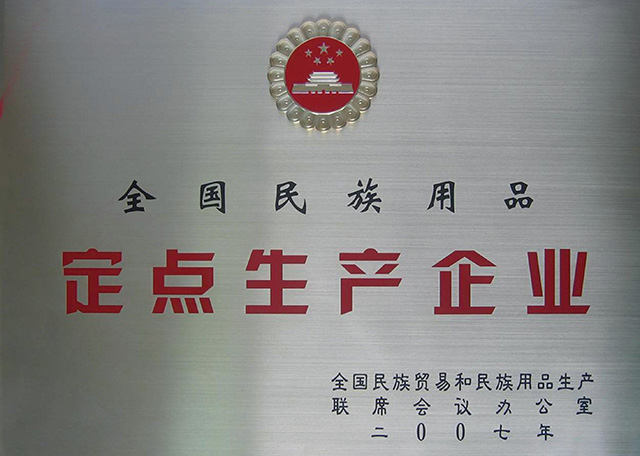 全国民族用品
定点生产企业
全国民族贸易和民族用品生产
联席会议办公室
二00七年